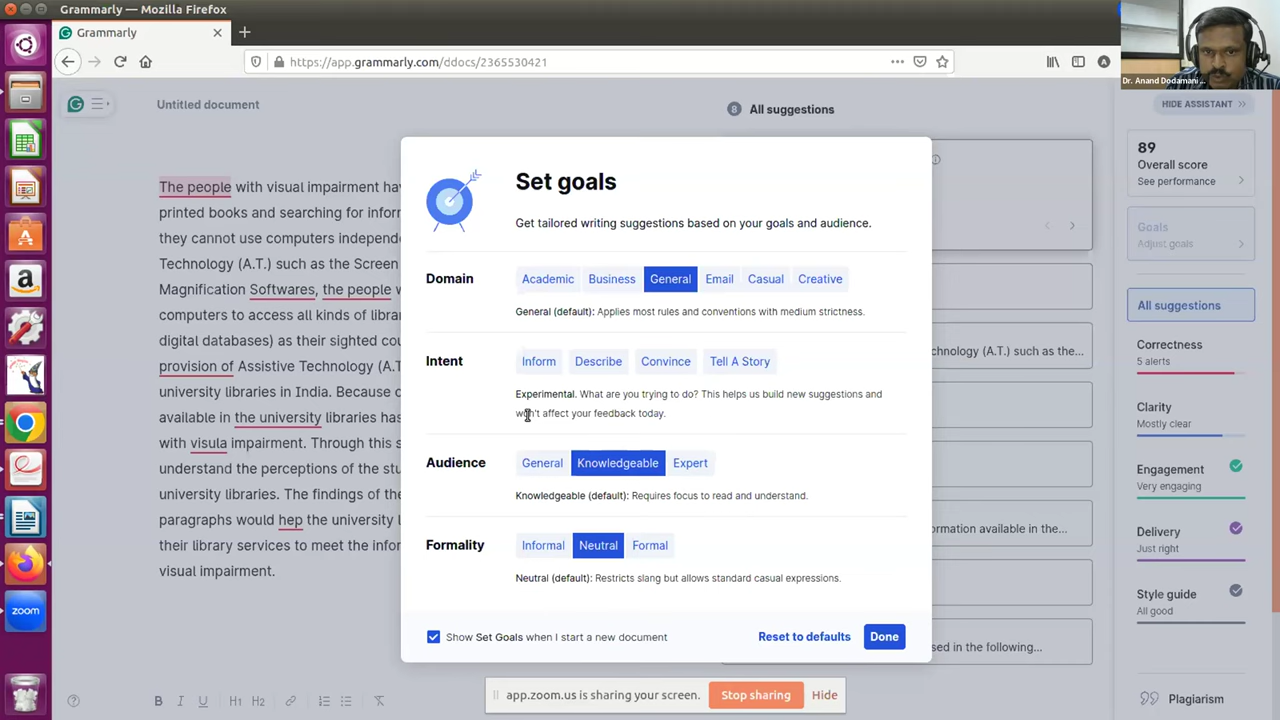 Grammarly — Mozilla Firefox
Grammarly
https://app.grammarly.com/ddocs/2365530421
Dr. Anand Dodamani ...
Untitled document
8 All suggestions
HIDE ASSISTANT
The people with visual impairment hav
printed books and searching for inforr
they cannot use computers independe
Technology (A.T.) such as the Screen
Magnification Softwares, the people w
computers to access all kinds of libra
digital databases) as their sighted cou
provision of Assistive Technology (A.T
university libraries in India. Because o
available in the university libraries has
with visula impairment. Through this s
understand the perceptions of the stu
university libraries. The findings of the
paragraphs would hep the university l
their library services to meet the infor
visual impairment.
Set goals
Get tailored writing suggestions based on your goals and audience.
Domain
Academic Business General Email Casual Creative
General (default): Applies most rules and conventions with medium strictness.
Intent
Inform Describe Convince Tell A Story
Experimental. What are you trying to do? This helps us build new suggestions and
won't affect your feedback today.
Audience
General Knowledgeable Expert
Knowledgeable (default): Requires focus to read and understand.
Formality
Informal Neutral Formal
Neutral (default): Restricts slang but allows standard casual expressions.
Show Set Goals when I start a new document
Reset to defaults
Done
chnology (A.T.) such as the...
ormation available in the...
sed in the following...
89
Overall score
See performance
Goals
Adjust goals
All suggestions
Correctness
5 alerts
Clarity
Mostly clear
Engagement
Very engaging
Delivery
Just right
Style guide
All good
Plagiarism
B I U H1 H2
app.zoom.us is sharing your screen. Stop sharing Hide
zoom